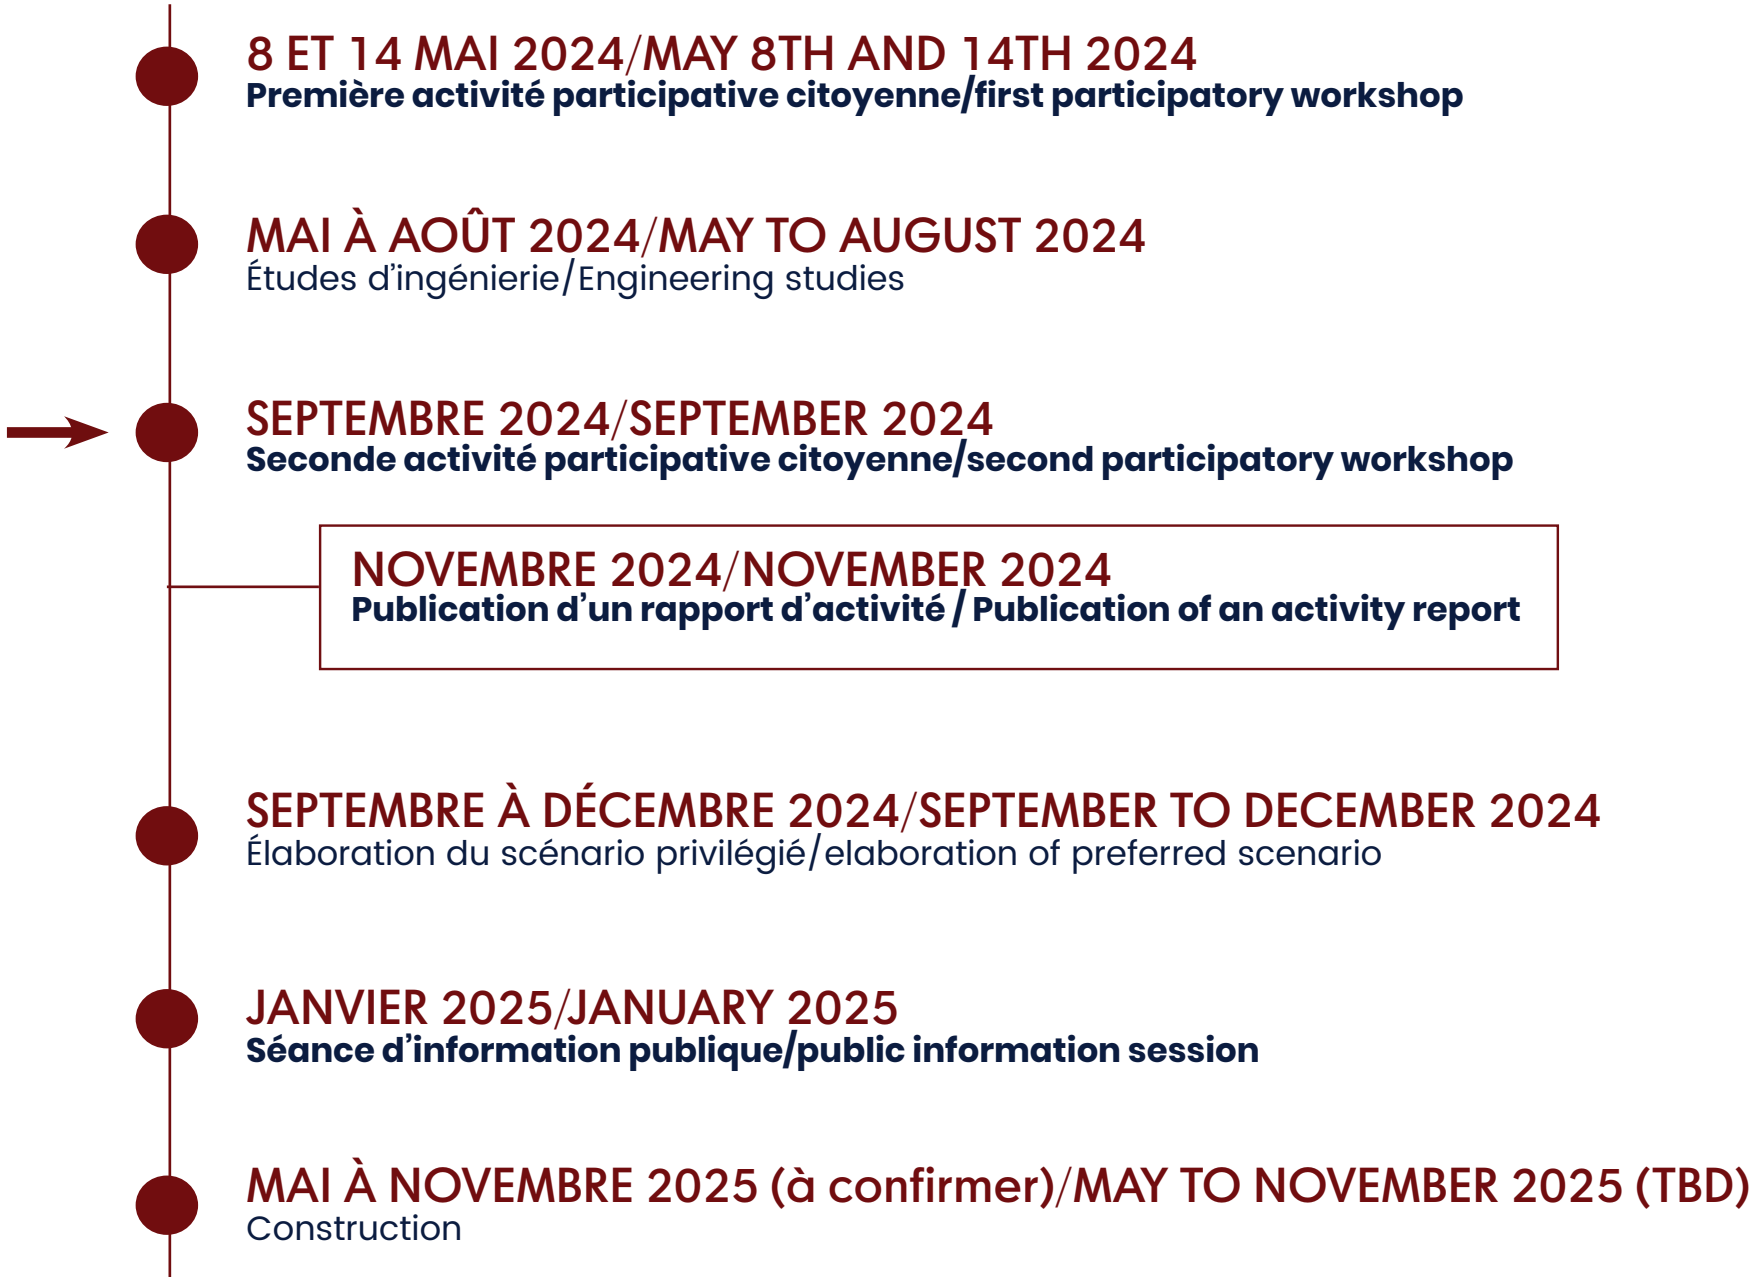 8 ET 14 MAI 2024/MAY 8TH AND 14TH 2024
Première activité participative citoyenne/first participatory workshop
MAI À AOÛT 2024/MAY TO AUGUST 2024
Études d'ingénierie/Engineering studies
SEPTEMBRE 2024/SEPTEMBER 2024
Seconde activité participative citoyenne/second participatory workshop
NOVEMBRE 2024/NOVEMBER 2024
Publication d'un rapport d'activité / Publication of an activity report
SEPTEMBRE À DÉCEMBRE 2024/SEPTEMBER TO DECEMBER 2024
Élaboration du scénario privilégié/elaboration of preferred scenario
JANVIER 2025/JANUARY 2025
Séance d'information publique/public information session
MAI À NOVEMBRE 2025 (à confirmer)/MAY TO NOVEMBER 2025 (TBD)
Construction